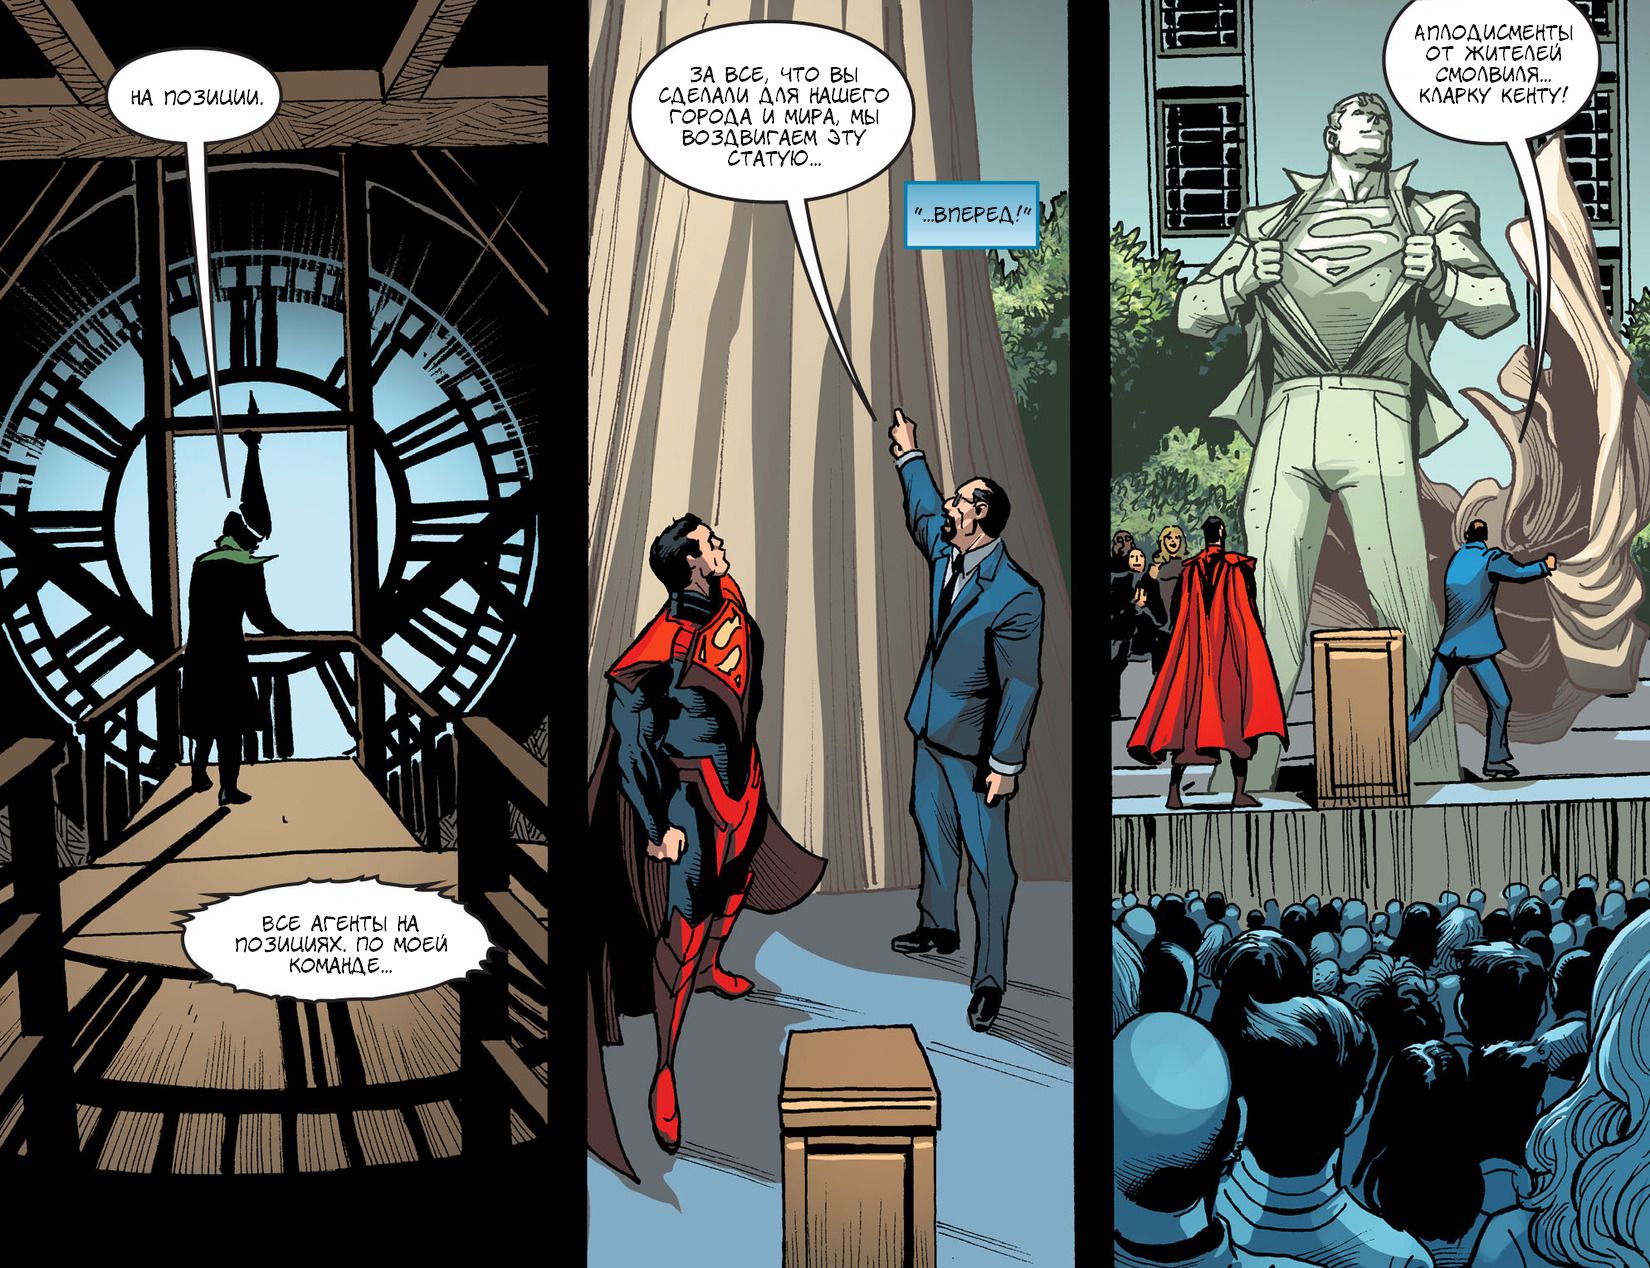 НА ПОЗИЦИИ.
ВСЕ АГЕНТЫ НА
ПОЗИЦИЯХ. ПО МОЕЙ
КОМАНДЕ...
ЗА ВСЕ, ЧТО ВЫ
СДЕЛАЛИ ДЛЯ НАШЕГО
ГОРОДА И МИРА, МЫ
ВОЗДВИГАЕМ ЭТУ
СТАТУЮ...
"...ВПЕРЕД!"
АПЛОДИСМЕНТЫ
ОТ ЖИТЕЛЕЙ
СМОЛВИЛЯ...
КЛАРКУ КЕНТУ!